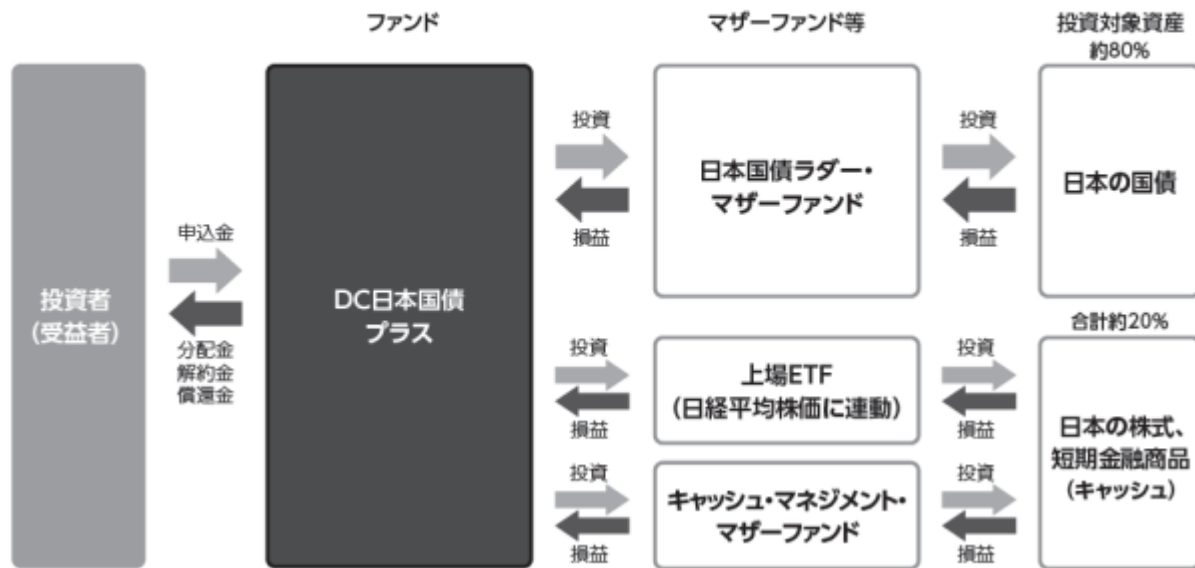 ファンド
マザーファンド等
投資対象資産
約80%
投資者
(受益者)
申込金
分配金
解約金
償還金
DC日本国債
プラス
投資
損益
日本国債ラダー・
マザーファンド
投資
損益
日本の国債
投資
損益
上場ETF
(日経平均株価に連動)
投資
損益
合計約20%
日本の株式、
短期金融商品
(キャッシュ)
投資
損益
キャッシュ・マネジメント・
マザーファンド
投資
損益